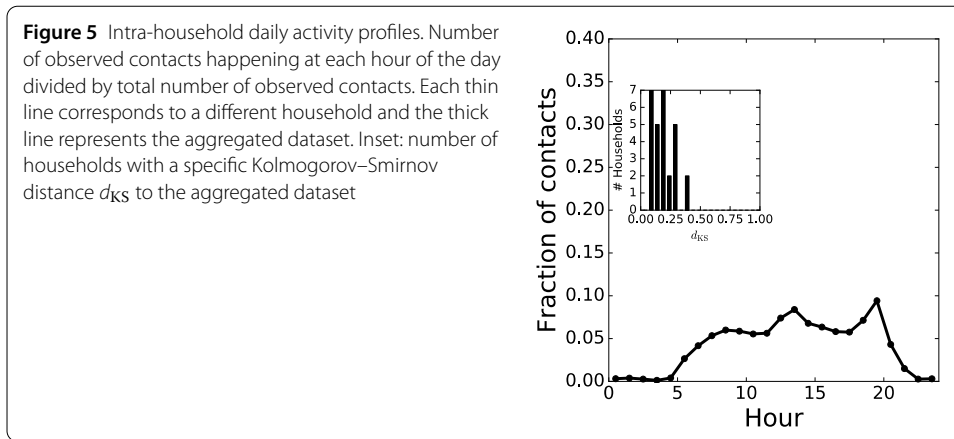 Figure 5 Intra-household daily activity profiles. Number
of observed contacts happening at each hour of the day
divided by total number of observed contacts. Each thin
line corresponds to a different household and the thick
line represents the aggregated dataset. Inset: number of
households with a specific Kolmogorov–Smirnov
distance dKS to the aggregated dataset
0.40
0.35
0.30
0.25
0.20
0.15
0.10
0.05
0.00
Fraction of contacts
7
6
5
4
3
2
1
0
# Households
0.00 0.25 0.50 0.75 1.00
dKS
0 5 10 15 20
Hour